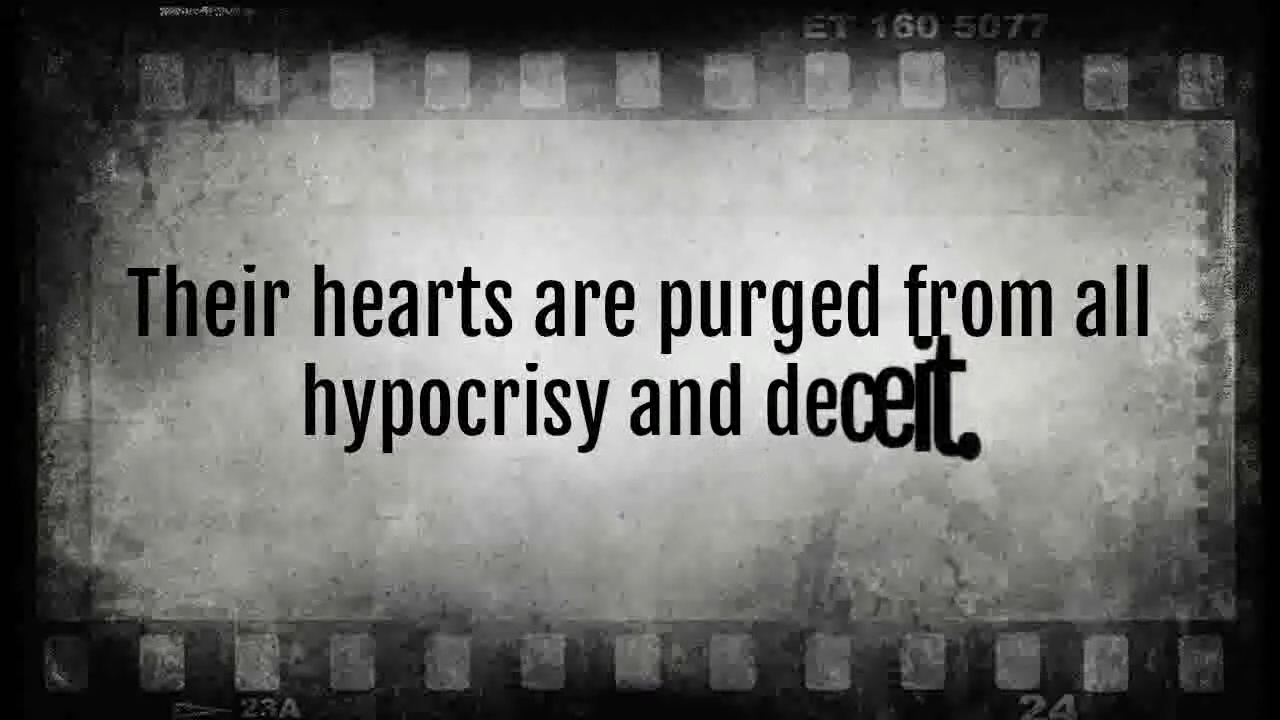 ET 160 5077
Their hearts are purged from all
hypocrisy and deceit.
23A
24